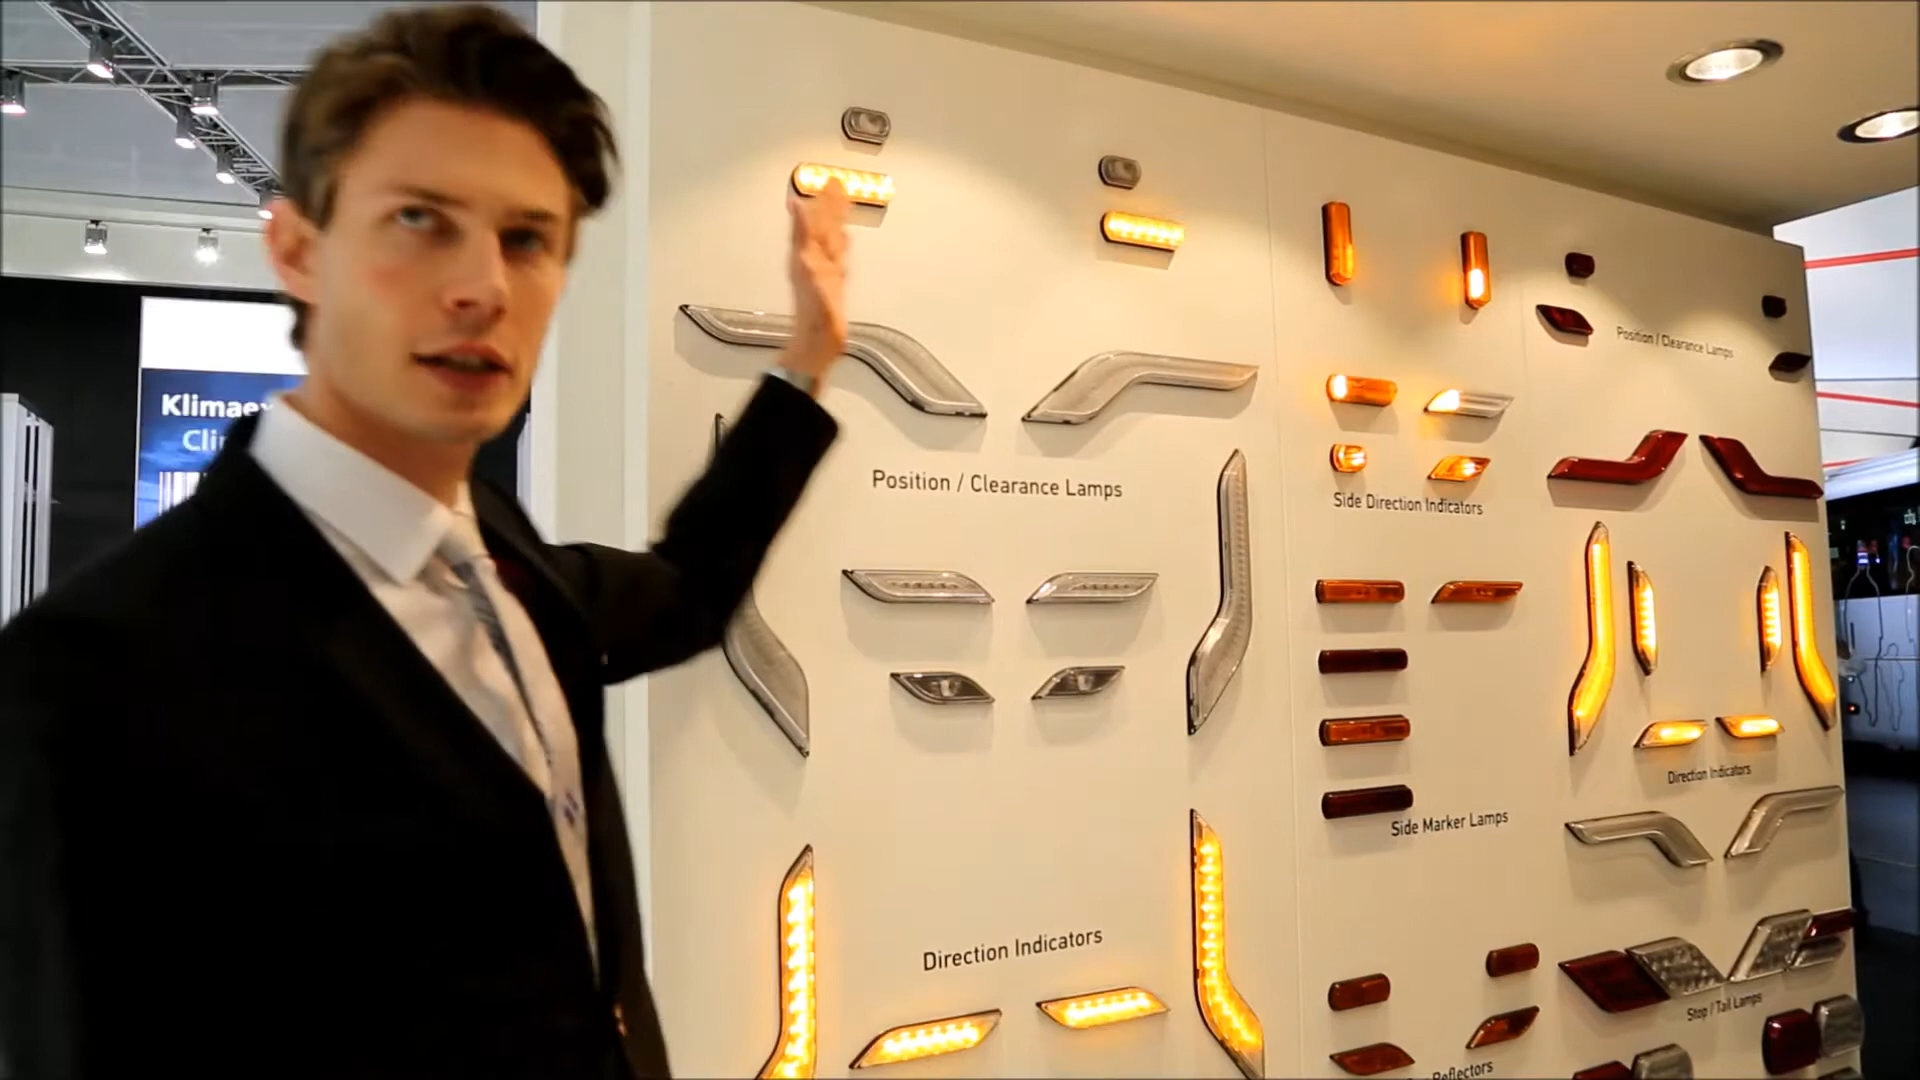 Klimaex
Cli
Position / Clearance Lamps
Direction Indicators
Side Direction Indicators
Side Marker Lamps
Reflectors
Position / Clearance Lamps
Direction Indicators
Stop / Tail Lamps